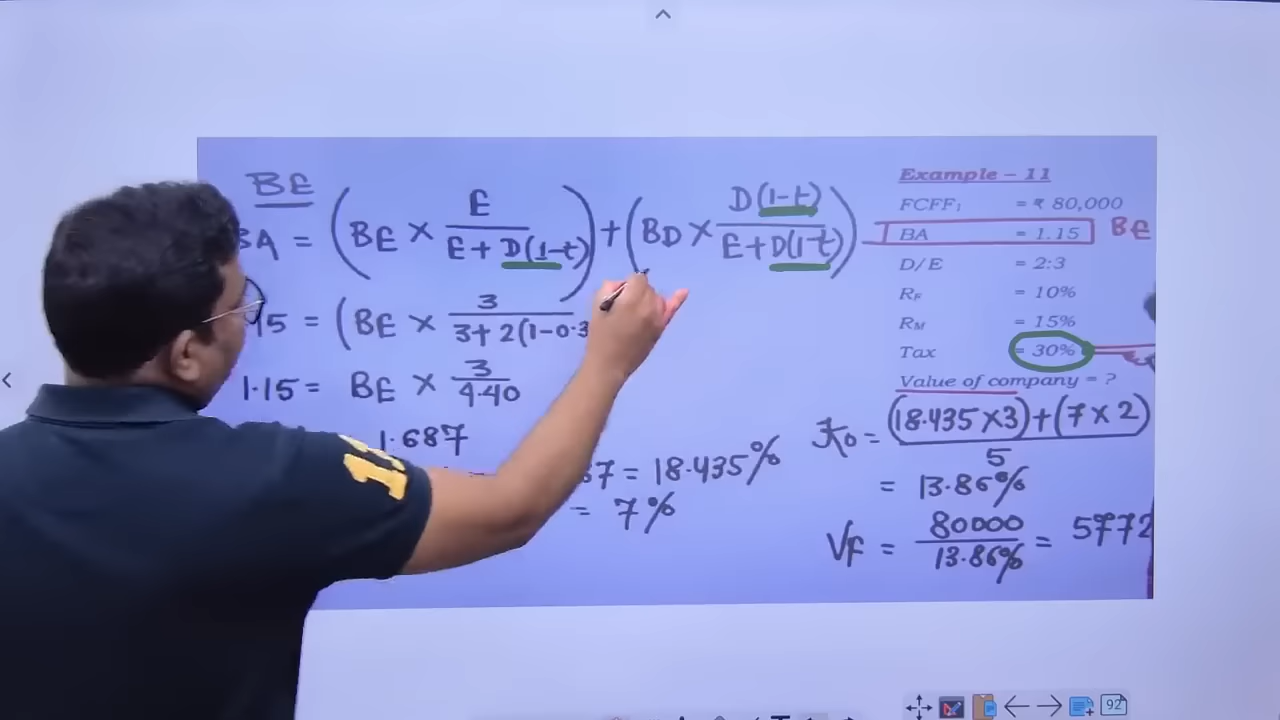 BE
BA = (BE × E / E + D(1-t)) + (BD × D(1-t) / E + D(1-t))
15 = (BE × 3 / 3 + 2(1-0.3
1.15 = BE × 3 / 4.40
1.687
37 = 18.435%
= 7%
Example – 11
FCFF₁ = ₹ 80,000
BA = 1.15 BE
D/E = 2:3
RF = 10%
RM = 15%
Tax = 30%
Value of company = ?
K₀ = (18.435 × 3) + (7 × 2) / 5
= 13.86%
VF = 80000 / 13.86% = 5772
92